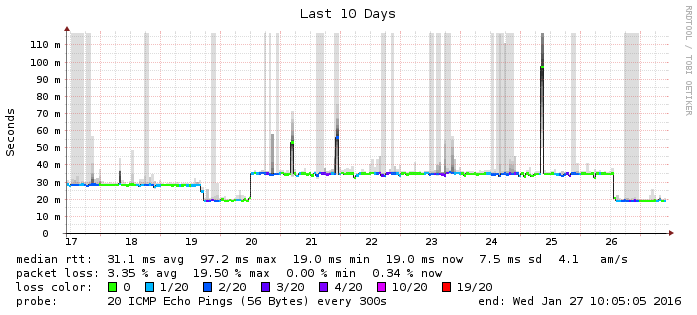 Last 10 Days
RRDTOOL / TOBI OETIKER
Seconds
110 m
100 m
90 m
80 m
70 m
60 m
50 m
40 m
30 m
20 m
10 m
0
17 18 19 20 21 22 23 24 25 26
median rtt: 31.1 ms avg 97.2 ms max 19.0 ms min 19.0 ms now 7.5 ms sd 4.1 am/s
packet loss: 3.35 % avg 19.50 % max 0.00 % min 0.34 % now
loss color: 0 1/20 2/20 3/20 4/20 10/20 19/20
probe: 20 ICMP Echo Pings (56 Bytes) every 300s end: Wed Jan 27 10:05:05 2016